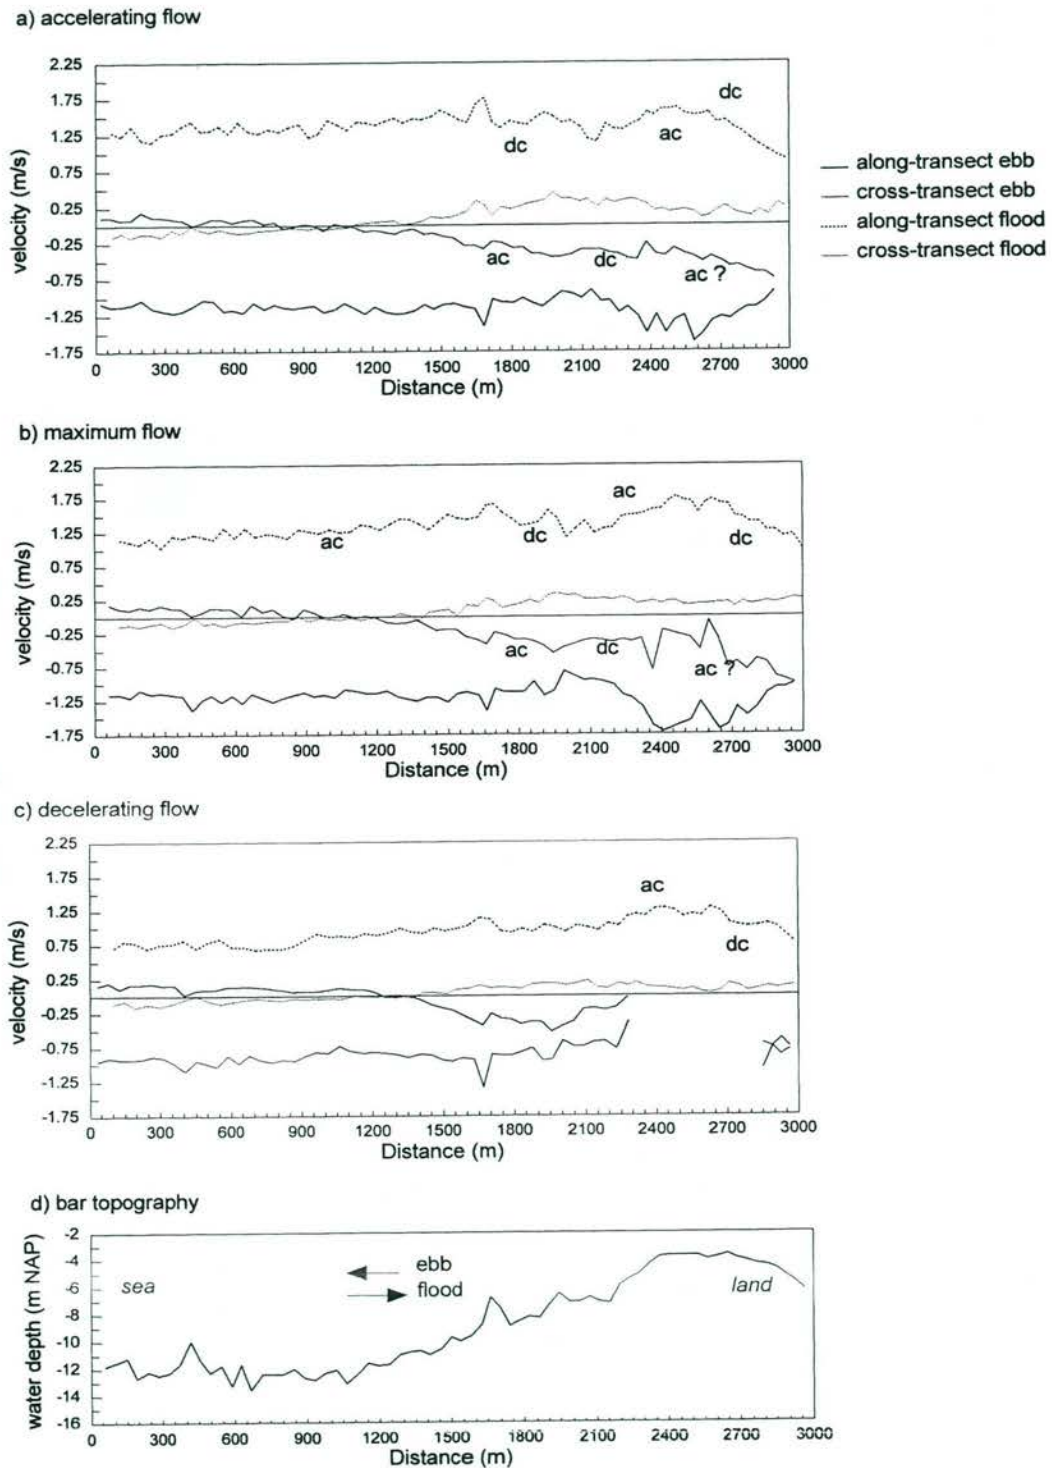 a) accelerating flow
2.25
1.75
1.25
0.75
0.25
-0.25
-0.75
-1.25
-1.75
velocity (m/s)
dc
dc
ac
ac
dc
ac ?
0 300 600 900 1200 1500 1800 2100 2400 2700 3000
Distance (m)
along-transect ebb
cross-transect ebb
along-transect flood
cross-transect flood
b) maximum flow
2.25
1.75
1.25
0.75
0.25
-0.25
-0.75
-1.25
-1.75
velocity (m/s)
ac
ac
dc
dc
ac
dc
ac ?
0 300 600 900 1200 1500 1800 2100 2400 2700 3000
Distance (m)
c) decelerating flow
2.25
1.75
1.25
0.75
0.25
-0.25
-0.75
-1.25
-1.75
velocity (m/s)
ac
dc
0 300 600 900 1200 1500 1800 2100 2400 2700 3000
Distance (m)
d) bar topography
-2
-4
-6
-8
-10
-12
-14
-16
water depth (m NAP)
sea
ebb
flood
land
0 300 600 900 1200 1500 1800 2100 2400 2700 3000
Distance (m)